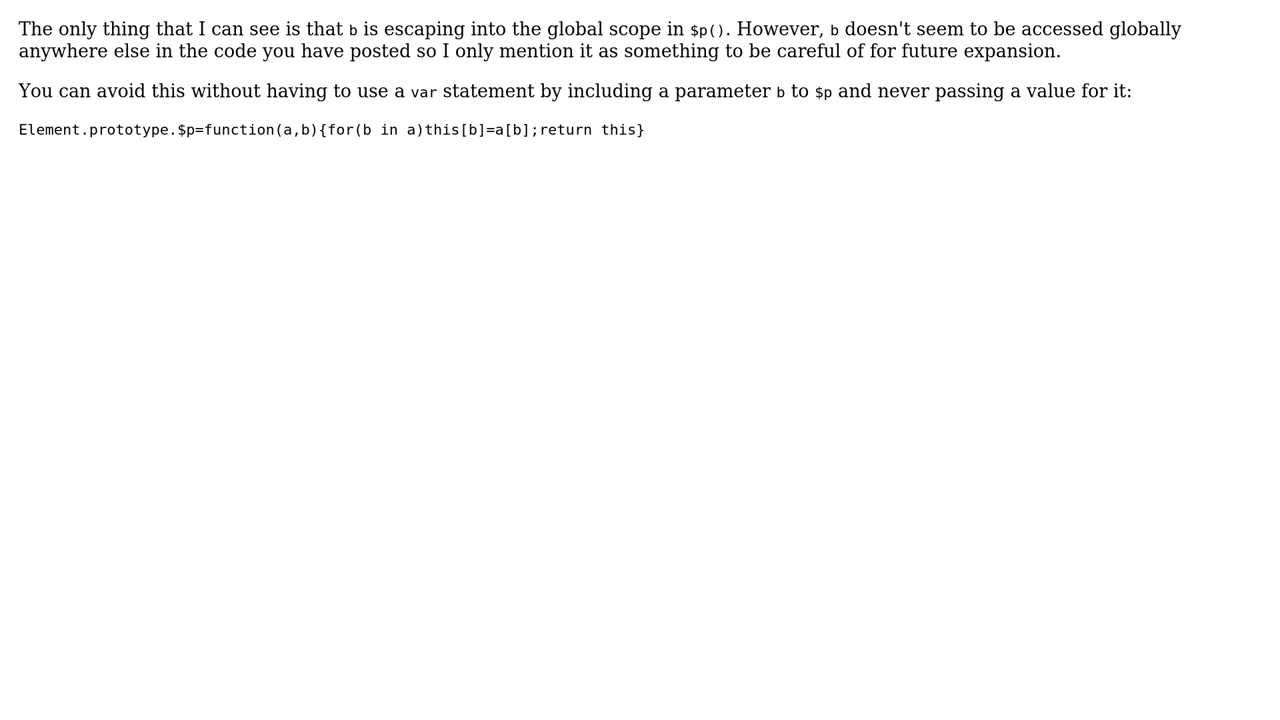 The only thing that I can see is that b is escaping into the global scope in $p(). However, b doesn't seem to be accessed globally
anywhere else in the code you have posted so I only mention it as something to be careful of for future expansion.
You can avoid this without having to use a var statement by including a parameter b to $p and never passing a value for it:
Element.prototype.$p=function(a,b){for(b in a)this[b]=a[b];return this}